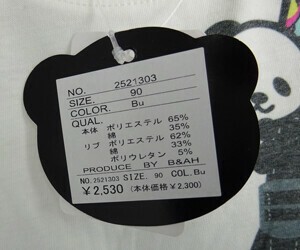 NO. 2521303
SIZE. 90
COLOR. Bu
QUAL.
本体 ポリエステル 65%
綿 35%
リブ ポリエステル 62%
綿 33%
ポリウレタン 5%
PRODUCE BY B&AH
NO. 2521303 SIZE. 90 COL. Bu
¥2,530 (本体価格 ¥2,300)